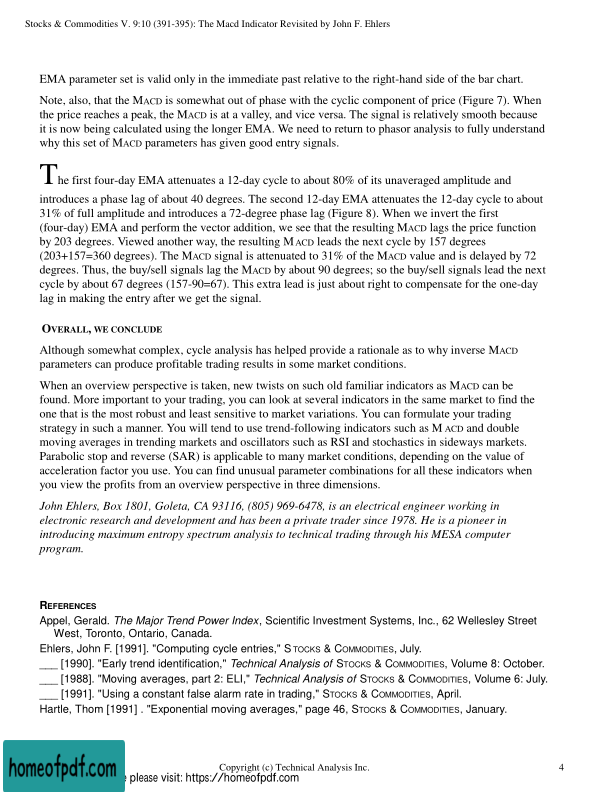 Stocks & Commodities V. 9:10 (391-395): The Macd Indicator Revisited by John F. Ehlers
EMA parameter set is valid only in the immediate past relative to the right-hand side of the bar chart.
Note, also, that the MACD is somewhat out of phase with the cyclic component of price (Figure 7). When
the price reaches a peak, the MACD is at a valley, and vice versa. The signal is relatively smooth because
it is now being calculated using the longer EMA. We need to return to phasor analysis to fully understand
why this set of MACD parameters has given good entry signals.
The first four-day EMA attenuates a 12-day cycle to about 80% of its unaveraged amplitude and
introduces a phase lag of about 40 degrees. The second 12-day EMA attenuates the 12-day cycle to about
31% of full amplitude and introduces a 72-degree phase lag (Figure 8). When we invert the first
(four-day) EMA and perform the vector addition, we see that the resulting MACD lags the price function
by 203 degrees. Viewed another way, the resulting MACD leads the next cycle by 157 degrees
(203+157=360 degrees). The MACD signal is attenuated to 31% of the MACD value and is delayed by 72
degrees. Thus, the buy/sell signals lag the MACD by about 90 degrees; so the buy/sell signals lead the next
cycle by about 67 degrees (157-90=67). This extra lead is just about right to compensate for the one-day
lag in making the entry after we get the signal.
OVERALL, WE CONCLUDE
Although somewhat complex, cycle analysis has helped provide a rationale as to why inverse MACD
parameters can produce profitable trading results in some market conditions.
When an overview perspective is taken, new twists on such old familiar indicators as MACD can be
found. More important to your trading, you can look at several indicators in the same market to find the
one that is the most robust and least sensitive to market variations. You can formulate your trading
strategy in such a manner. You will tend to use trend-following indicators such as MACD and double
moving averages in trending markets and oscillators such as RSI and stochastics in sideways markets.
Parabolic stop and reverse (SAR) is applicable to many market conditions, depending on the value of
acceleration factor you use. You can find unusual parameter combinations for all these indicators when
you view the profits from an overview perspective in three dimensions.
John Ehlers, Box 1801, Goleta, CA 93116, (805) 969-6478, is an electrical engineer working in
electronic research and development and has been a private trader since 1978. He is a pioneer in
introducing maximum entropy spectrum analysis to technical trading through his MESA computer
program.
REFERENCES
Appel, Gerald. The Major Trend Power Index, Scientific Investment Systems, Inc., 62 Wellesley Street
West, Toronto, Ontario, Canada.
Ehlers, John F. [1991]. "Computing cycle entries," STOCKS & COMMODITIES, July.
___ [1990]. "Early trend identification," Technical Analysis of STOCKS & COMMODITIES, Volume 8: October.
___ [1988]. "Moving averages, part 2: ELI," Technical Analysis of STOCKS & COMMODITIES, Volume 6: July.
___ [1991]. "Using a constant false alarm rate in trading," STOCKS & COMMODITIES, April.
Hartle, Thom [1991] . "Exponential moving averages," page 46, STOCKS & COMMODITIES, January.
Copyright (c) Technical Analysis Inc.
4
homeofpdf.com
please visit: https://homeofpdf.com